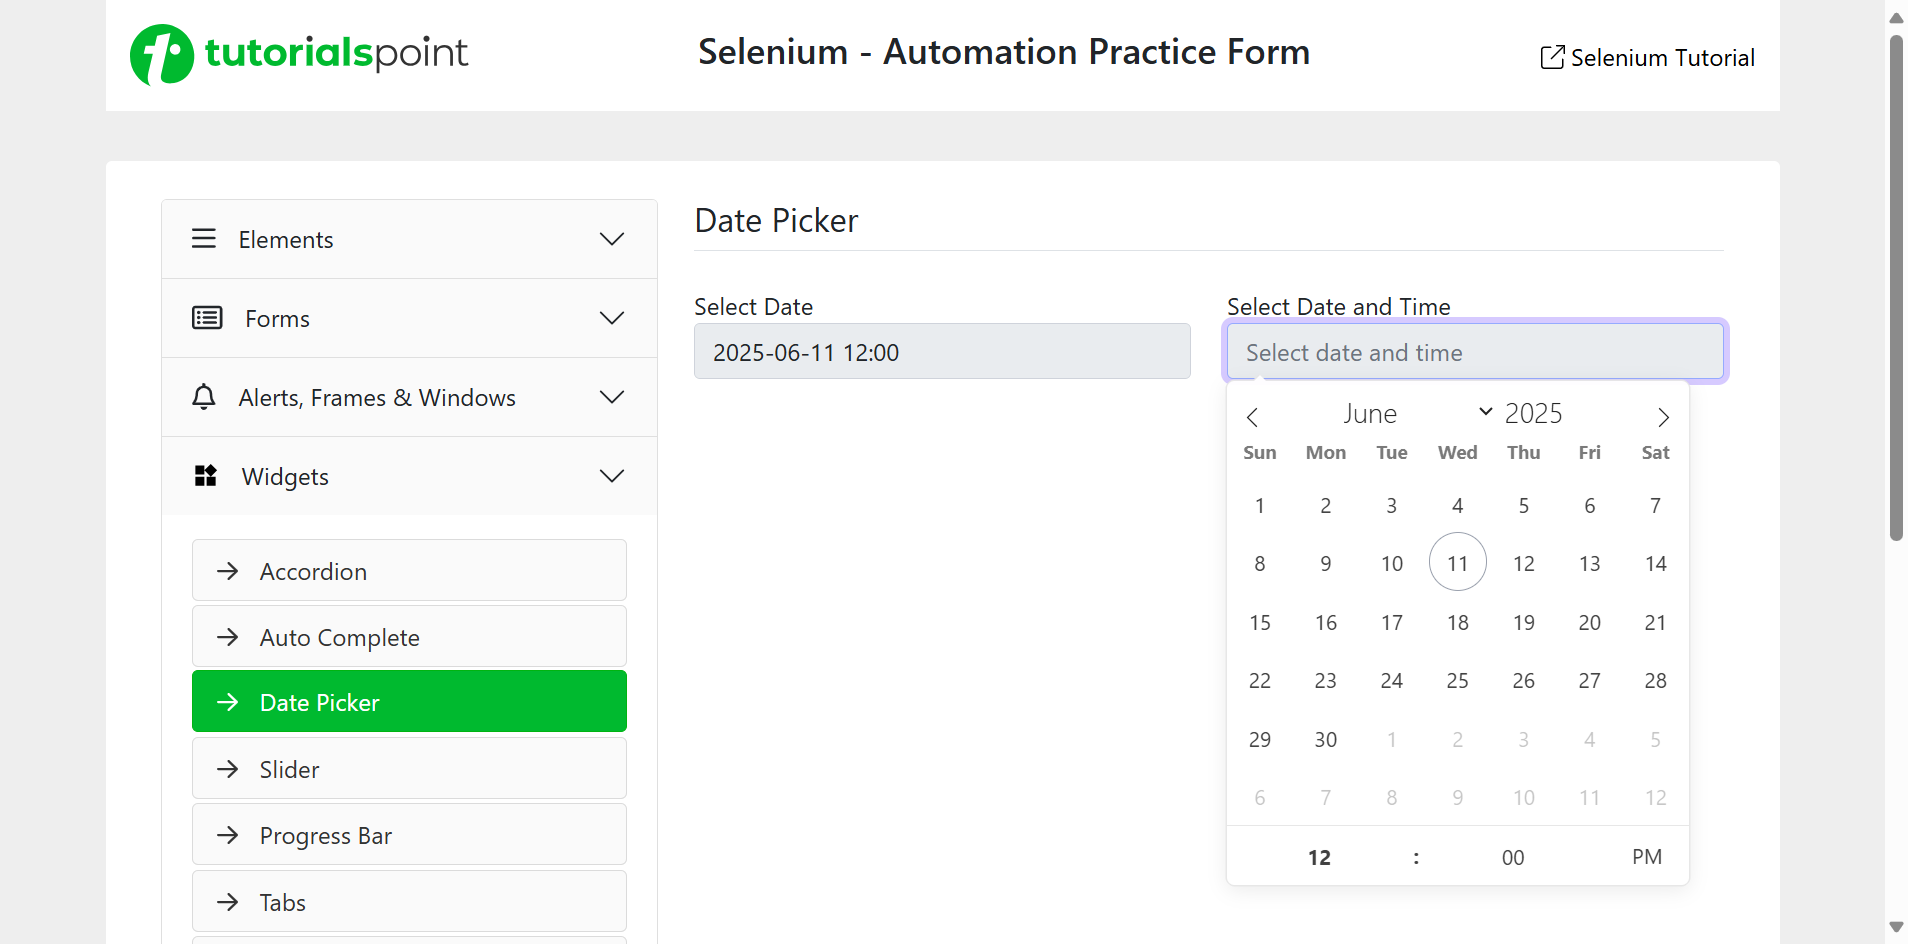 tutorialspoint
Selenium - Automation Practice Form
Selenium Tutorial
Elements
Forms
Alerts, Frames & Windows
Widgets
Accordion
Auto Complete
Date Picker
Slider
Progress Bar
Tabs
Date Picker
Select Date
2025-06-11 12:00
Select Date and Time
Select date and time
June 2025
Sun Mon Tue Wed Thu Fri Sat
1 2 3 4 5 6 7
8 9 10 11 12 13 14
15 16 17 18 19 20 21
22 23 24 25 26 27 28
29 30 1 2 3 4 5
6 7 8 9 10 11 12
12 : 00 PM